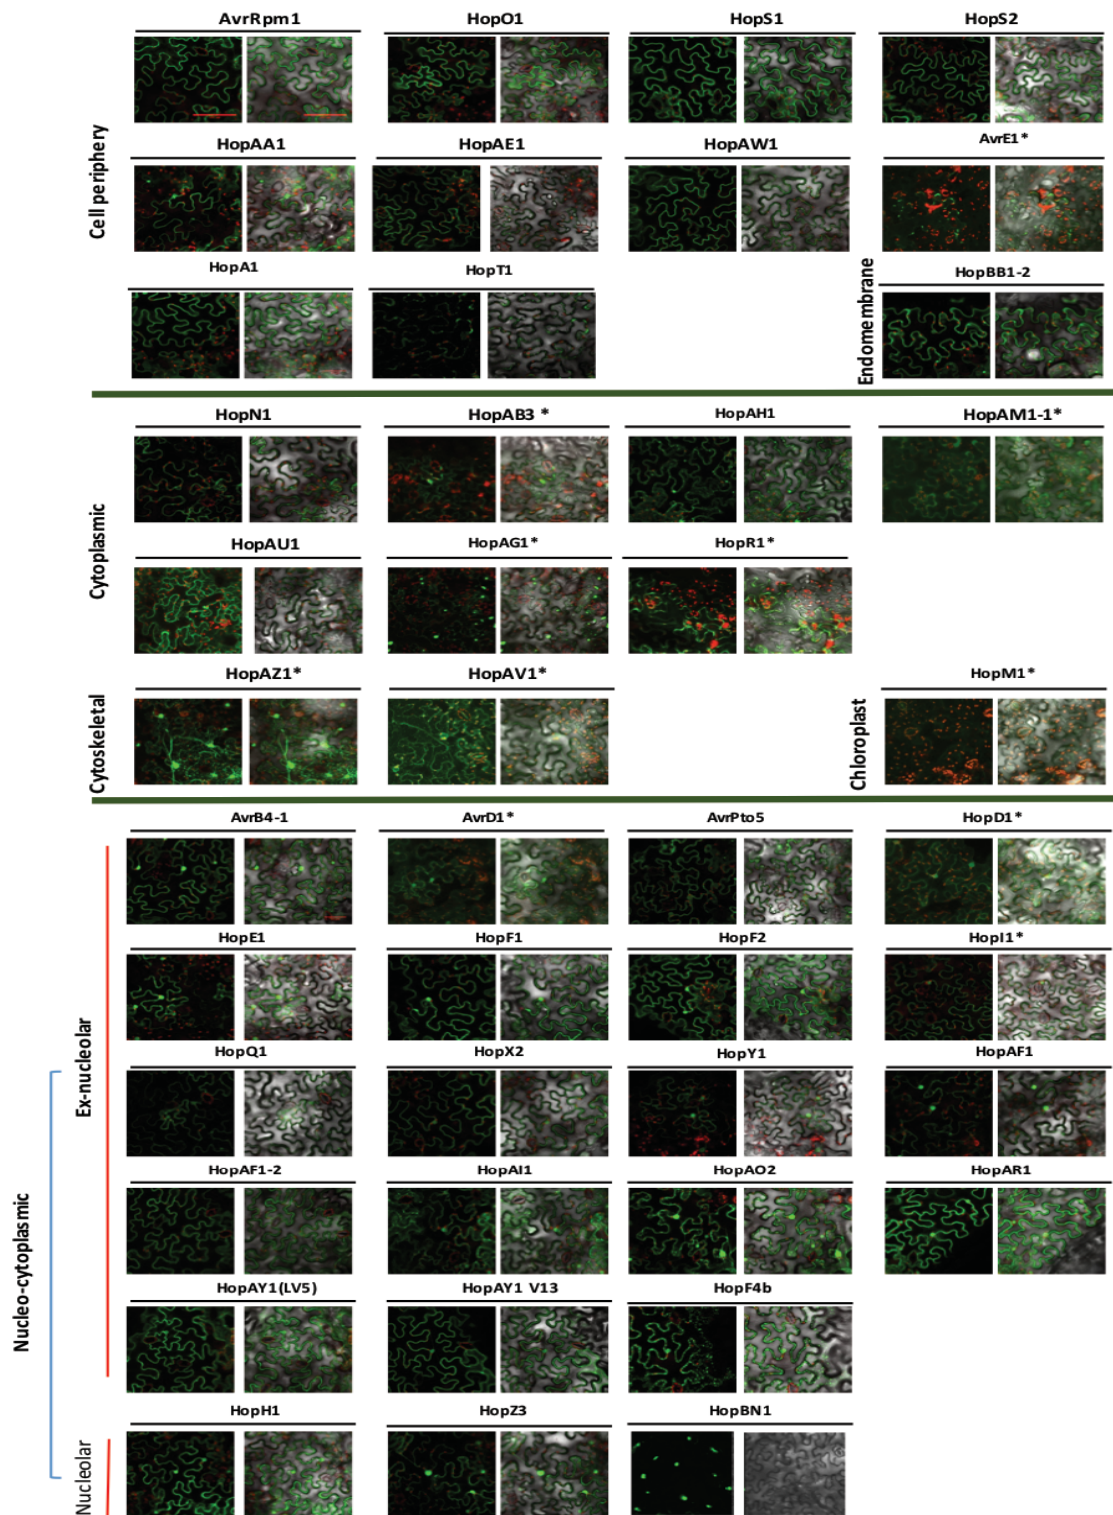 AvrRpm1
HopO1
HopS1
HopS2
Cell periphery
HopAA1
HopAE1
HopAW1
AvrE1*
HopA1
HopT1
Endomembrane
HopBB1-2
HopN1
HopAB3 *
HopAH1
HopAM1-1*
Cytoplasmic
HopAU1
HopAG1*
HopR1*
Cytoskeletal
HopAZ1*
HopAV1*
Chloroplast
HopM1*
AvrB4-1
AvrD1*
AvrPto5
HopD1*
Nucleo-cytoplasmic
Ex-nucleolar
HopE1
HopF1
HopF2
HopI1*
HopQ1
HopX2
HopY1
HopAF1
HopAF1-2
HopAI1
HopAO2
HopAR1
HopAY1(LV5)
HopAY1 V13
HopF4b
Nucleolar
HopH1
HopZ3
HopBN1